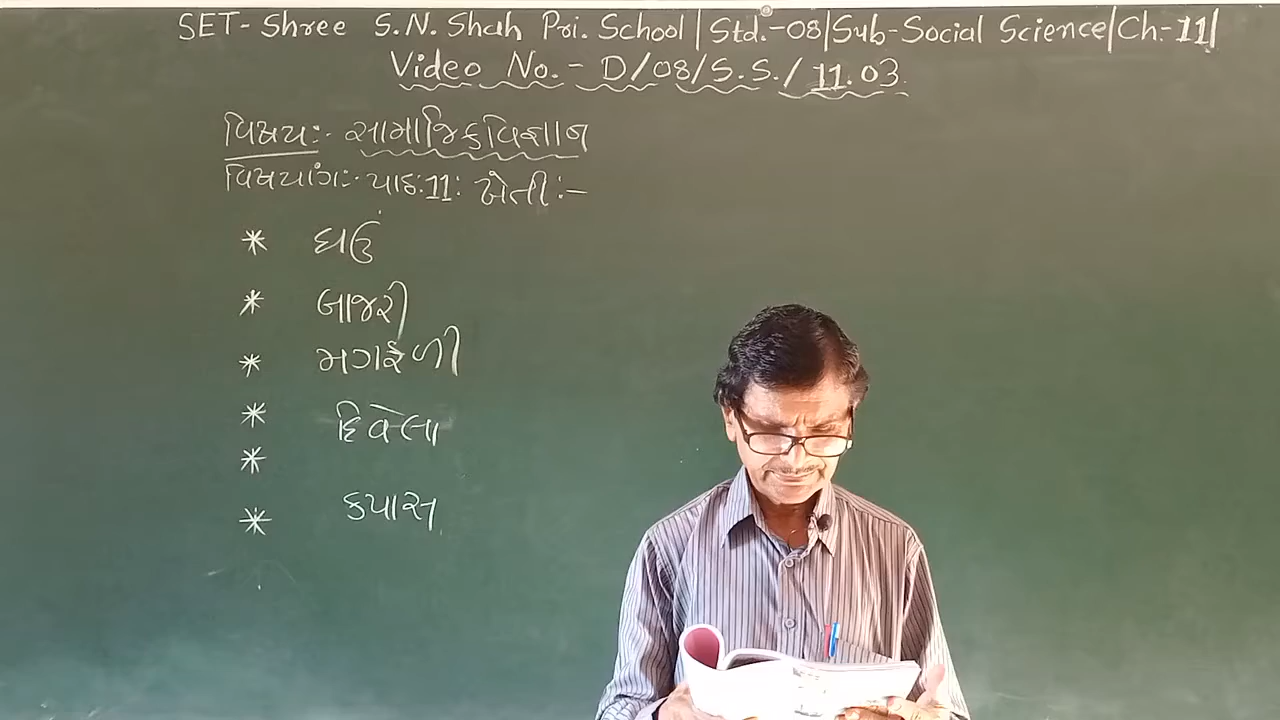 SET- Shree S.N. Shah Pri. School | Std.-08 | Sub-Social Science | Ch.-11 |
Video No.- D/08/S.S./11.03.
વિષય:- સામાજિક વિજ્ઞાન
વિષયાંગ:- પાઠ:11: ખેતી:-
* ઘઉં
* બાજરી
* મગફળી
* દિવેલા
*
* કપાસ